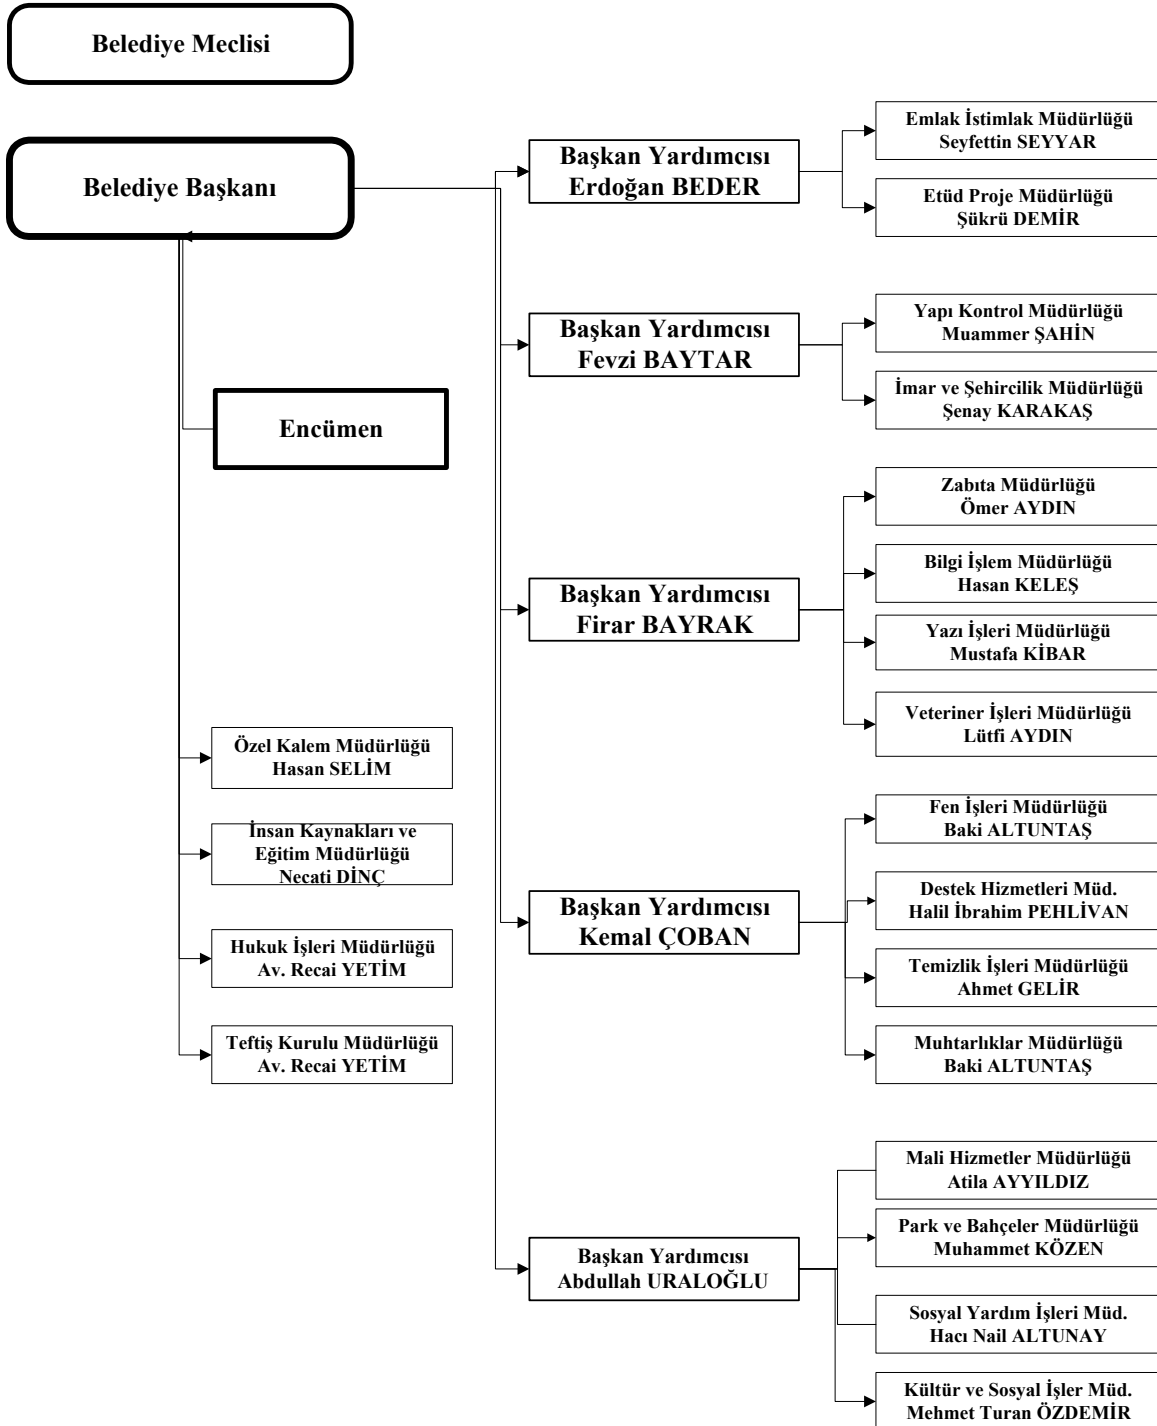 Belediye Meclisi
Belediye Başkanı
Encümen
Özel Kalem Müdürlüğü
Hasan SELİM
İnsan Kaynakları ve
Eğitim Müdürlüğü
Necati DİNÇ
Hukuk İşleri Müdürlüğü
Av. Recai YETİM
Teftiş Kurulu Müdürlüğü
Av. Recai YETİM
Başkan Yardımcısı
Erdoğan BEDER
Emlak İstimlak Müdürlüğü
Seyfettin SEYYAR
Etüd Proje Müdürlüğü
Şükrü DEMİR
Başkan Yardımcısı
Fevzi BAYTAR
Yapı Kontrol Müdürlüğü
Muammer ŞAHİN
İmar ve Şehircilik Müdürlüğü
Şenay KARAKAŞ
Başkan Yardımcısı
Firar BAYRAK
Zabıta Müdürlüğü
Ömer AYDIN
Bilgi İşlem Müdürlüğü
Hasan KELEŞ
Yazı İşleri Müdürlüğü
Mustafa KİBAR
Veteriner İşleri Müdürlüğü
Lütfi AYDIN
Başkan Yardımcısı
Kemal ÇOBAN
Fen İşleri Müdürlüğü
Baki ALTUNTAŞ
Destek Hizmetleri Müd.
Halil İbrahim PEHLİVAN
Temizlik İşleri Müdürlüğü
Ahmet GELİR
Muhtarlıklar Müdürlüğü
Baki ALTUNTAŞ
Başkan Yardımcısı
Abdullah URALOĞLU
Mali Hizmetler Müdürlüğü
Atila AYYILDIZ
Park ve Bahçeler Müdürlüğü
Muhammet KÖZEN
Sosyal Yardım İşleri Müd.
Hacı Nail ALTUNAY
Kültür ve Sosyal İşler Müd.
Mehmet Turan ÖZDEMİR